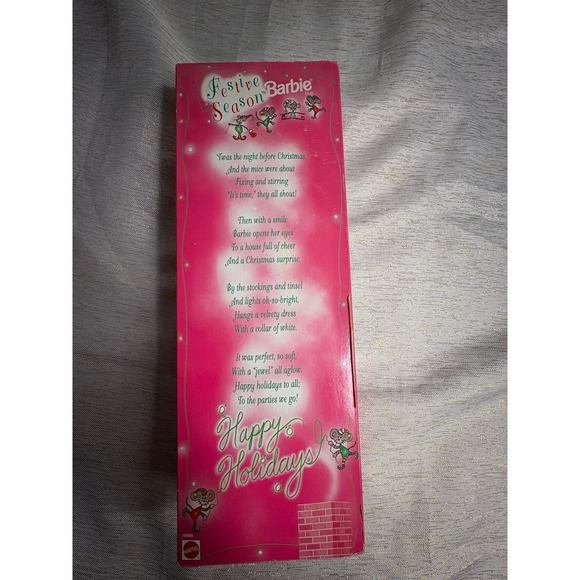 Festive
Season Barbie
'Twas the night before Christmas
And the mice were about
Fixing and stirring
"It's time," they all shout!
Then with a smile
Barbie opens her eyes
To a house full of cheer
And a Christmas surprise.
By the stockings and tinsel
And lights oh-so-bright,
Hangs a velvety dress
With a collar of white.
It was perfect, so soft,
With a "jewel" all aglow.
Happy holidays to all;
To the parties we go!
Happy
Holidays!
MATTEL